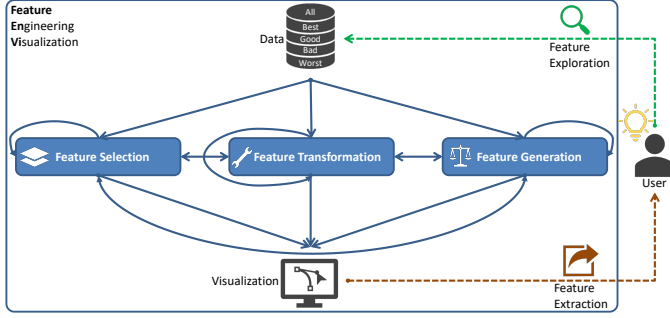 Feature
Engineering
Visualization
Data
All
Best
Good
Bad
Worst
Feature
Exploration
Feature Selection
Feature Transformation
Feature Generation
User
Visualization
Feature
Extraction